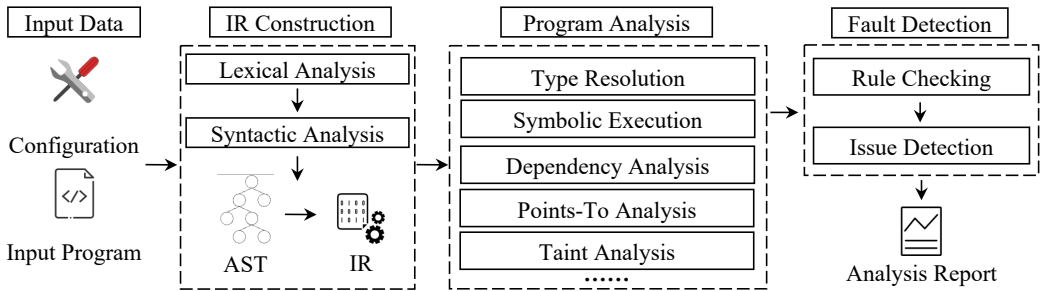 Input Data
Configuration
</>
Input Program
IR Construction
Lexical Analysis
Syntactic Analysis
AST
IR
Program Analysis
Type Resolution
Symbolic Execution
Dependency Analysis
Points-To Analysis
Taint Analysis
......
Fault Detection
Rule Checking
Issue Detection
Analysis Report